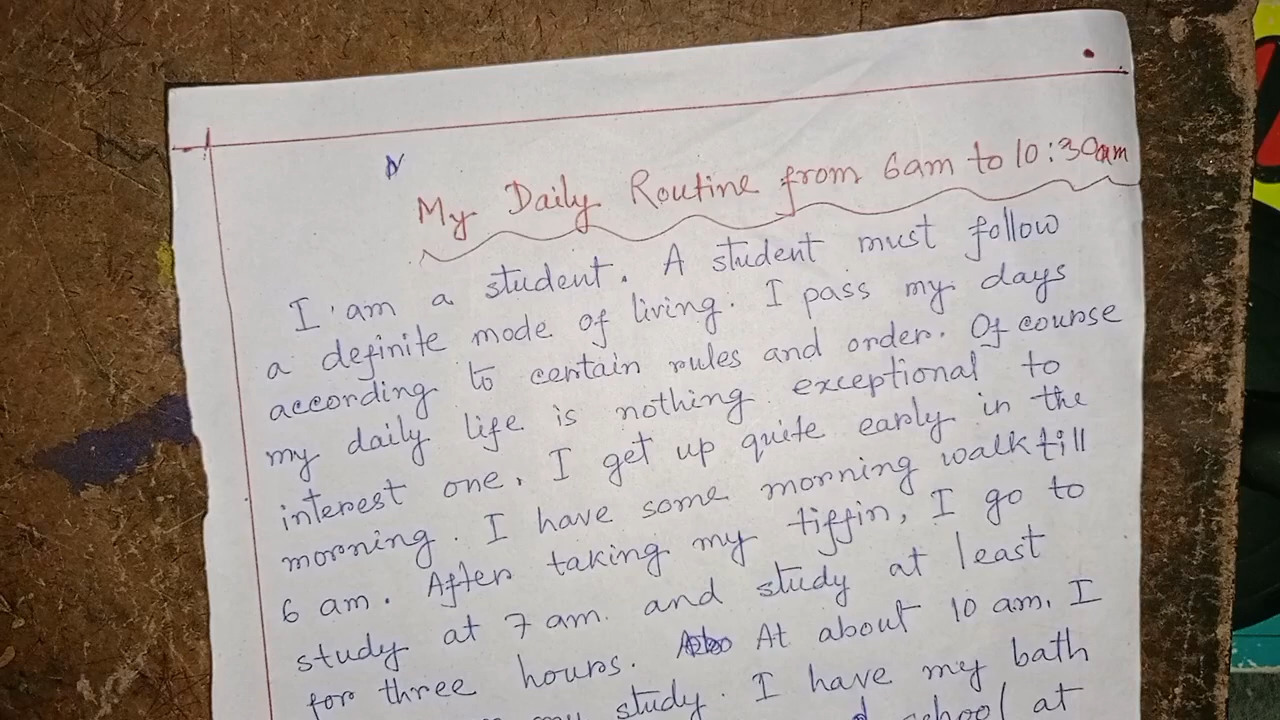 My Daily Routine from 6am to 10:30am
I am a student. A student must follow
a definite mode of living. I pass my days
according to certain rules and order. Of course
my daily life is nothing exceptional to
interest one. I get up quite early in the
morning. I have some morning walk till
6 am. After taking my tiffin, I go to
study at 7 am. and study at least
for three hours. At about 10 am. I
my study. I have my bath
school at